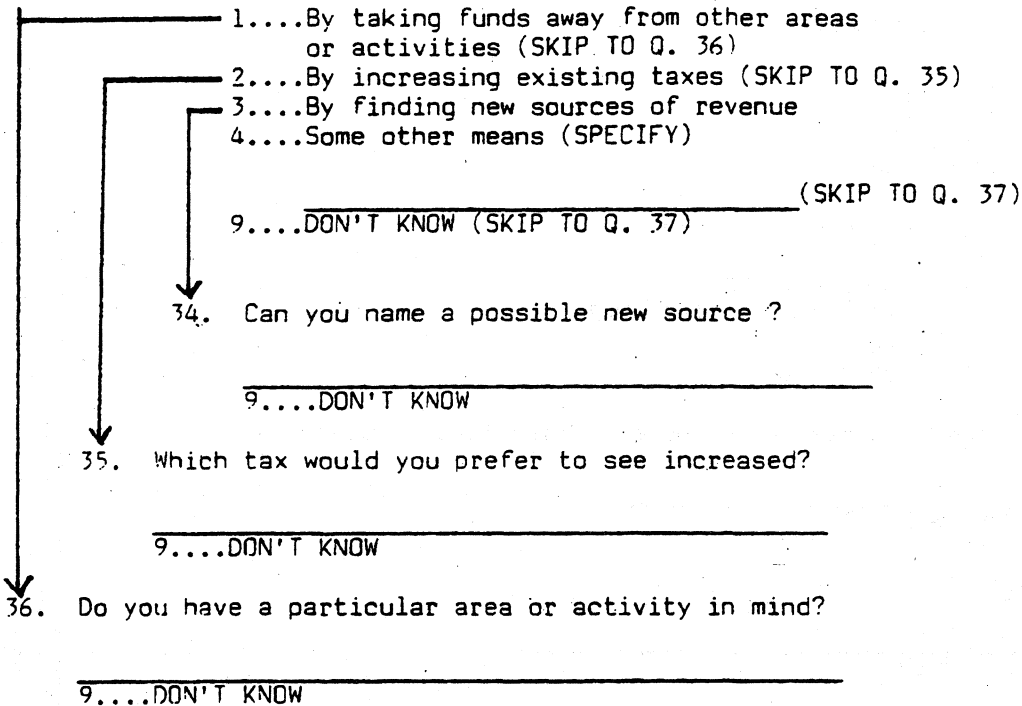 1....By taking funds away from other areas
or activities (SKIP TO Q. 36)
2....By increasing existing taxes (SKIP TO Q. 35)
3....By finding new sources of revenue
4....Some other means (SPECIFY)
(SKIP TO Q. 37)
9....DON'T KNOW (SKIP TO Q. 37)
34. Can you name a possible new source ?
9....DON'T KNOW
35. Which tax would you prefer to see increased?
9....DON'T KNOW
36. Do you have a particular area or activity in mind?
9....DON'T KNOW